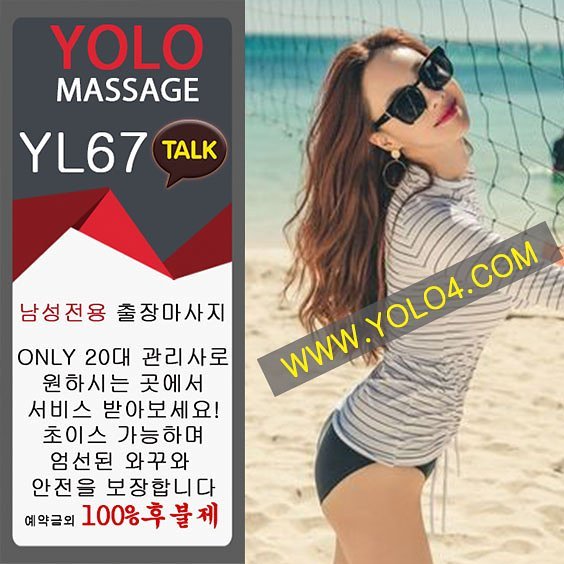 YOLO
MASSAGE
YL67 TALK
남성전용 출장마사지
ONLY 20대 관리사로
원하시는 곳에서
서비스 받아보세요!
초이스 가능하며
엄선된 와꾸와
안전을 보장합니다
예약금외 100%후불제
WWW.YOLO4.COM